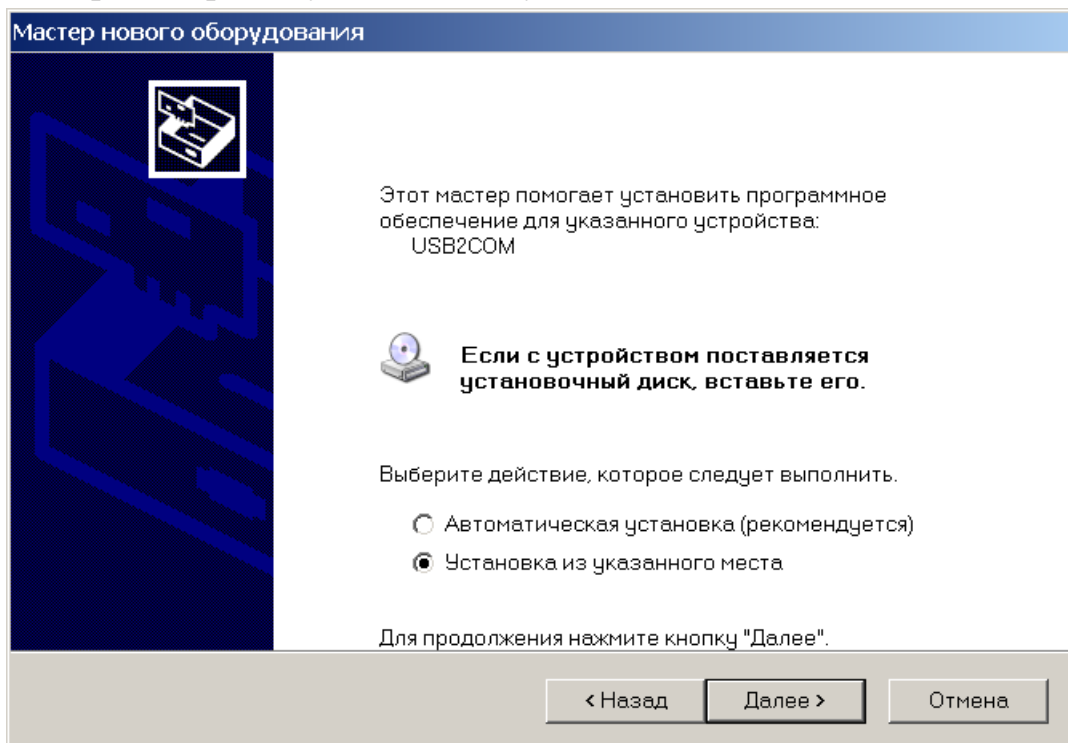 Мастер нового оборудования
Этот мастер помогает установить программное
обеспечение для указанного устройства:
USB2COM
Если с устройством поставляется
установочный диск, вставьте его.
Выберите действие, которое следует выполнить.
Автоматическая установка (рекомендуется)
Установка из указанного места
Для продолжения нажмите кнопку "Далее".
< Назад
Далее >
Отмена